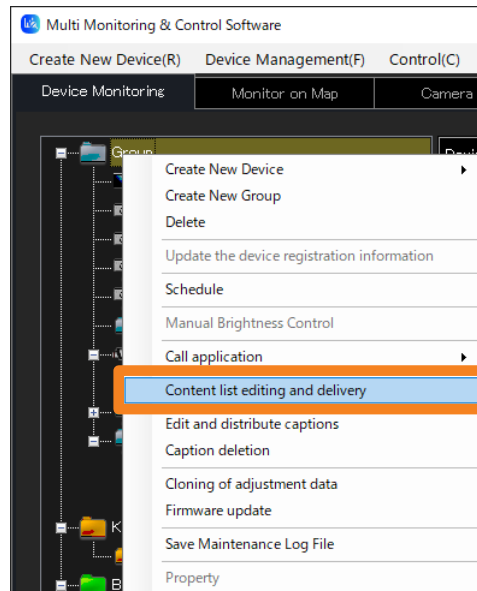 Multi Monitoring & Control Software
Create New Device(R) Device Management(F) Control(C)
Device Monitoring Monitor on Map Camera
Group
Create New Device
Create New Group
Delete
Update the device registration information
Schedule
Manual Brightness Control
Call application
Content list editing and delivery
Edit and distribute captions
Caption deletion
Cloning of adjustment data
Firmware update
K
Save Maintenance Log File
B
Property